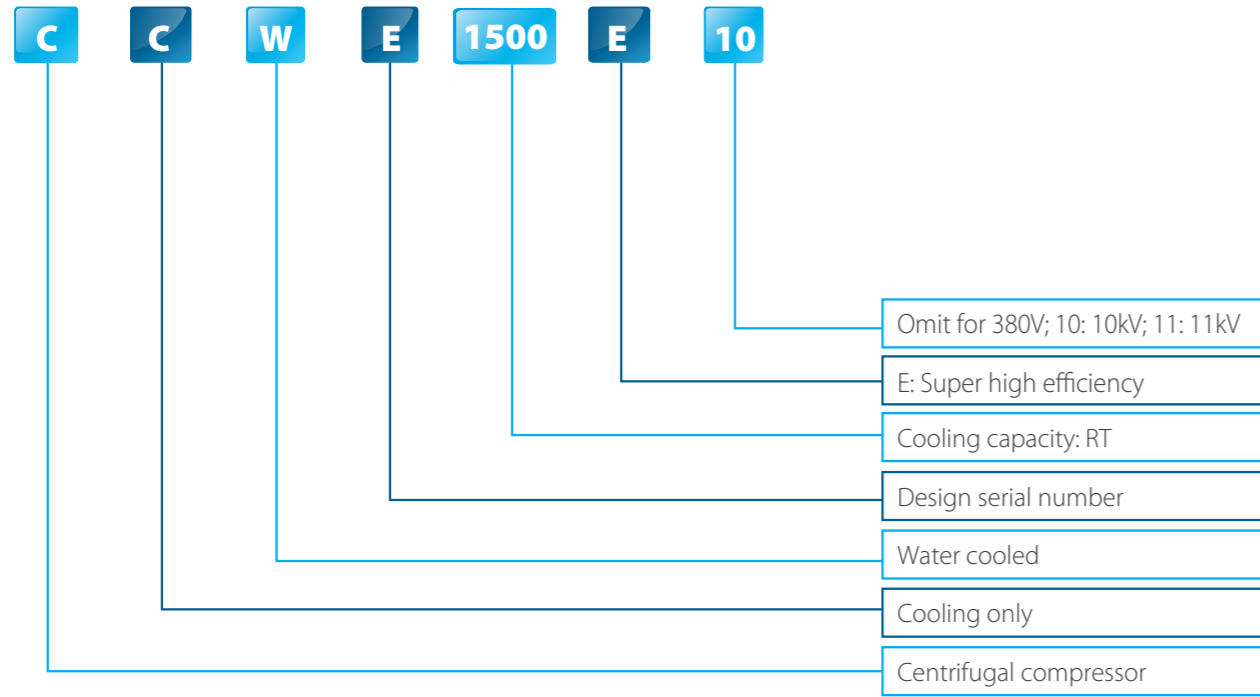 C C W E 1500 E 10
Omit for 380V; 10: 10kV; 11: 11kV
E: Super high efficiency
Cooling capacity: RT
Design serial number
Water cooled
Cooling only
Centrifugal compressor